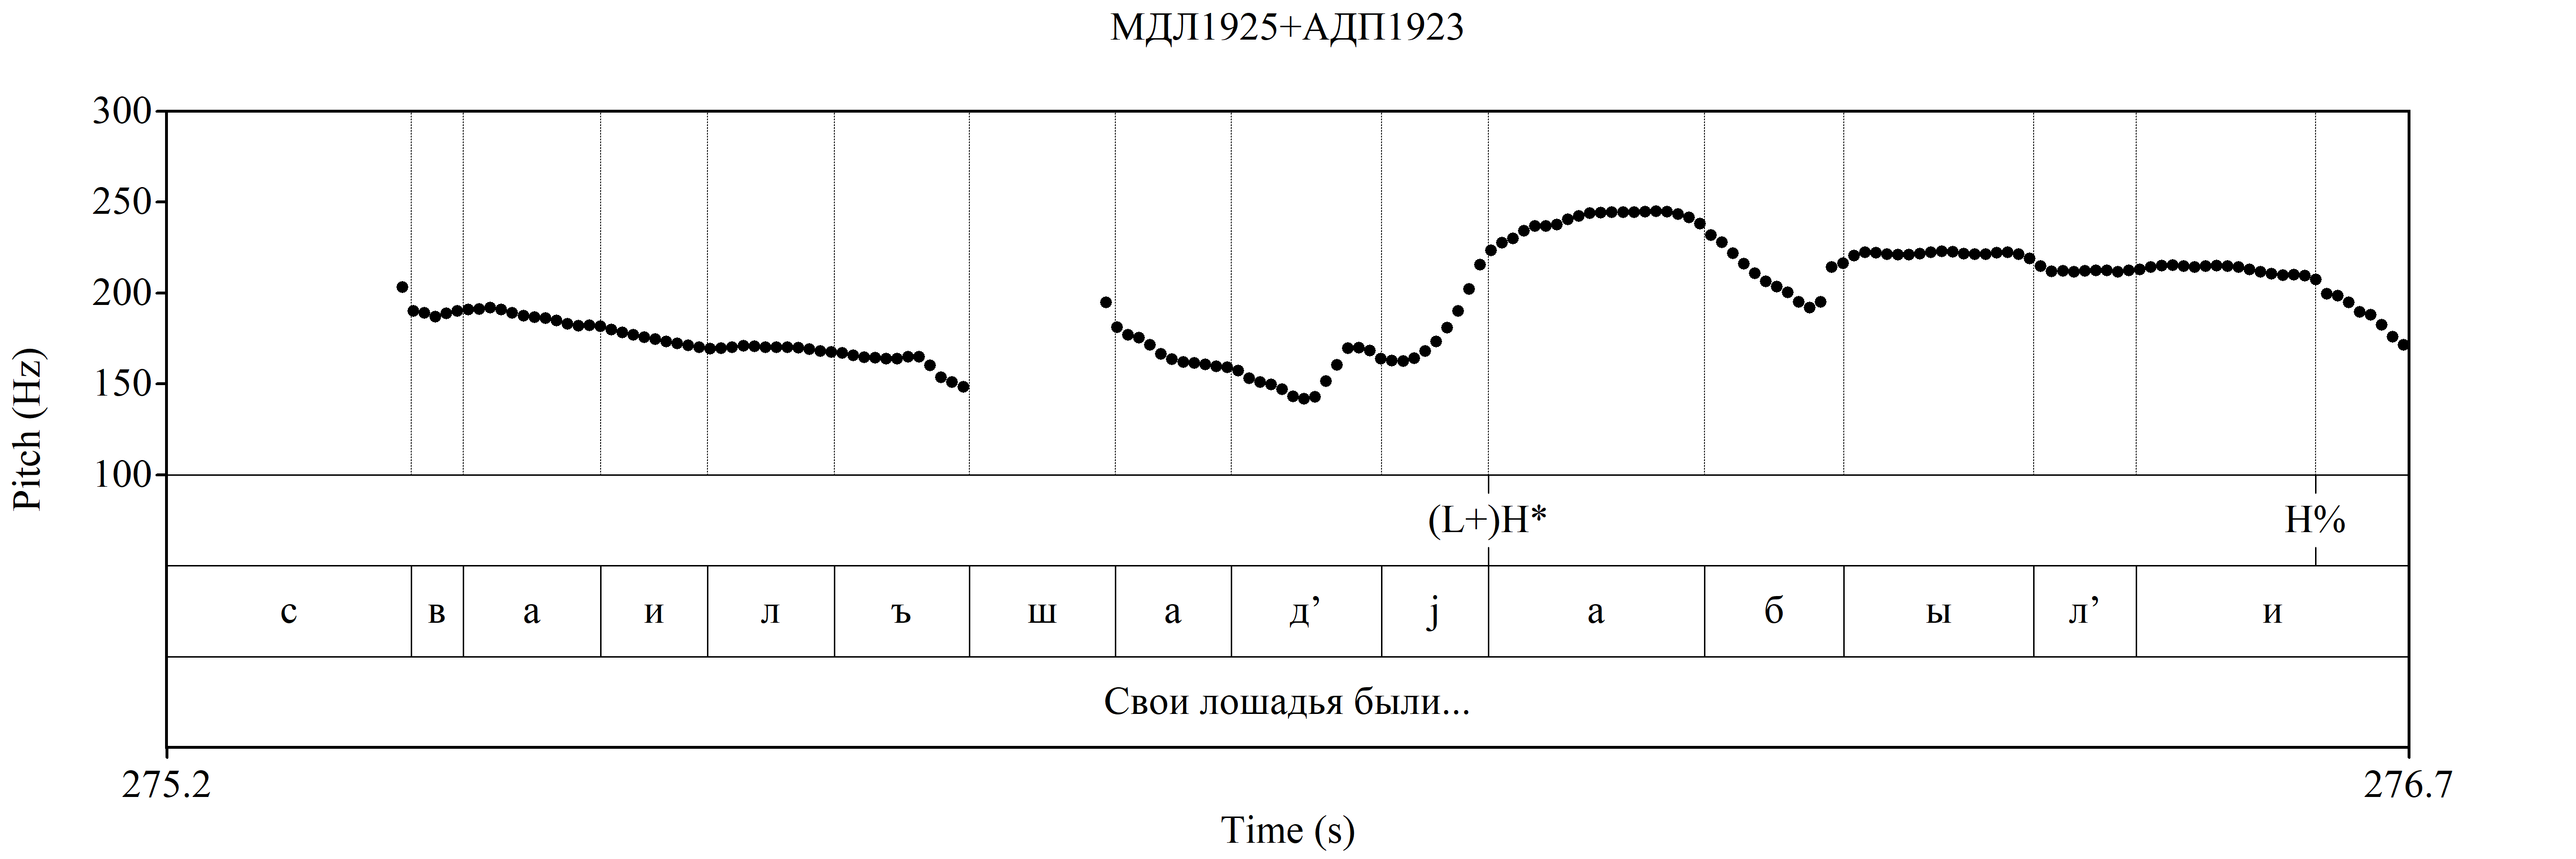 МДЛ1925+АДП1923
Pitch (Hz)
300
250
200
150
100
(L+)H* H%
с в а и л ъ ш а д’ j а б ы л’ и
Свои лошадья были...
275.2 276.7
Time (s)